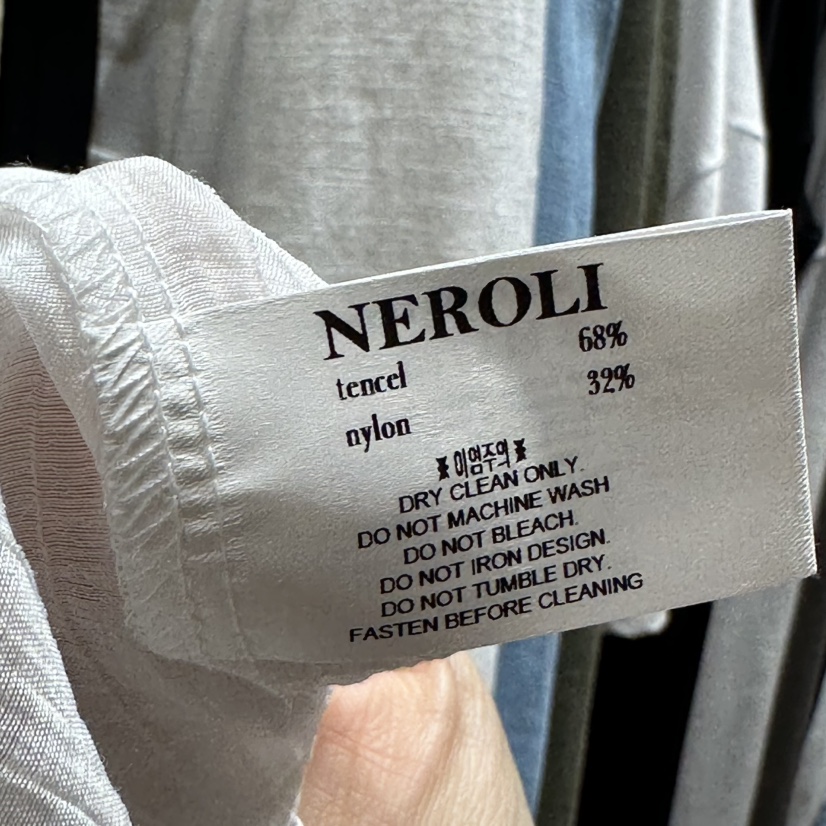 NEROLI
tencel 68%
nylon 32%
※이염주의※
DRY CLEAN ONLY.
DO NOT MACHINE WASH
DO NOT BLEACH.
DO NOT IRON DESIGN.
DO NOT TUMBLE DRY.
FASTEN BEFORE CLEANING